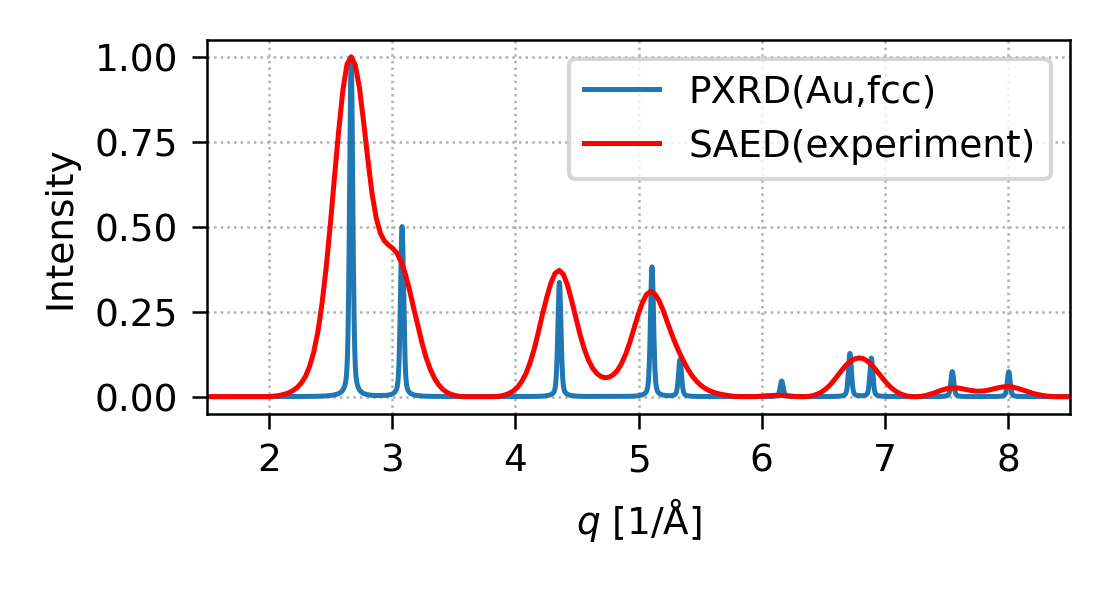 1.00
0.75
0.50
0.25
0.00
Intensity
PXRD(Au,fcc)
SAED(experiment)
2 3 4 5 6 7 8
q [1/Å]